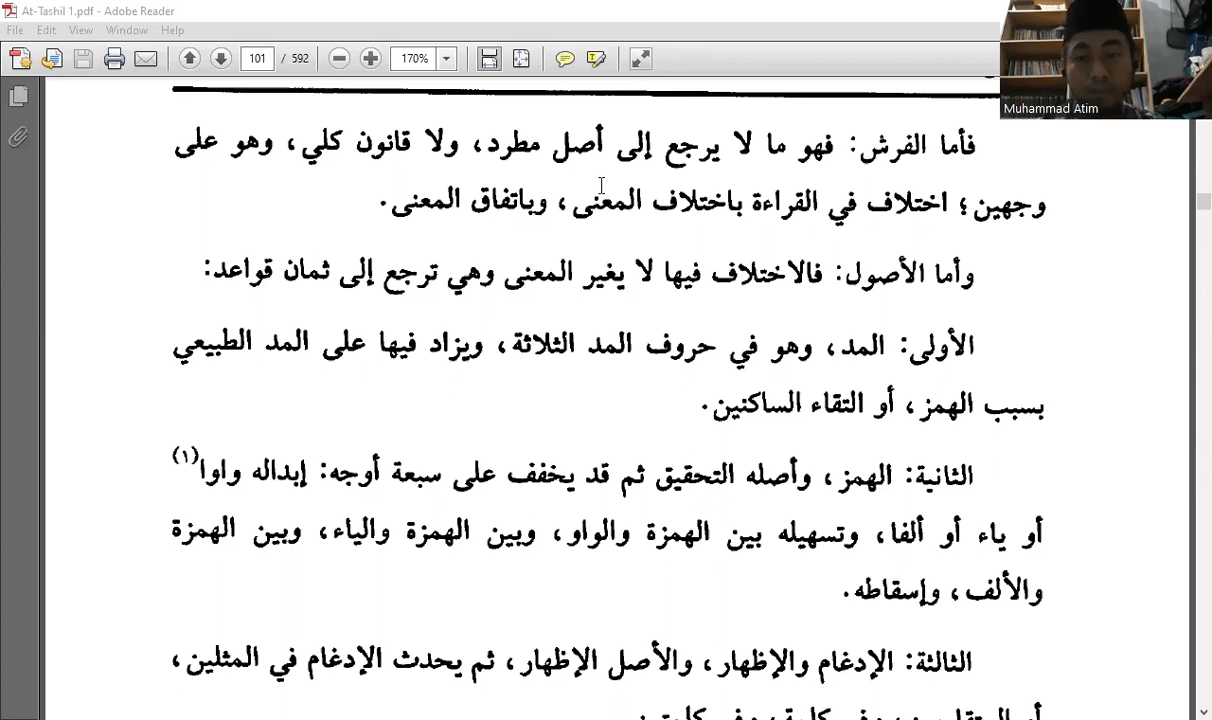 At-Tashil 1.pdf - Adobe Reader
File Edit View Window Help
101 / 592 170%
Muhammad Atim
فأما الفرش: فهو ما لا يرجع إلى أصل مطرد، ولا قانون كلي، وهو على
وجهين؛ اختلاف في القراءة باختلاف المعنى، وباتفاق المعنى.
وأما الأصول: فالاختلاف فيها لا يغير المعنى وهي ترجع إلى ثمان قواعد:
الأولى: المد، وهو في حروف المد الثلاثة، ويزاد فيها على المد الطبيعي
بسبب الهمز، أو التقاء الساكنين.
الثانية: الهمز، وأصله التحقيق ثم قد يخفف على سبعة أوجه: إبداله واوا(١)
أو ياء أو ألفا، وتسهيله بين الهمزة والواو، وبين الهمزة والياء، وبين الهمزة
والألف، وإسقاطه.
الثالثة: الإدغام والإظهار، والأصل الإظهار، ثم يحدث الإدغام في المثلين،